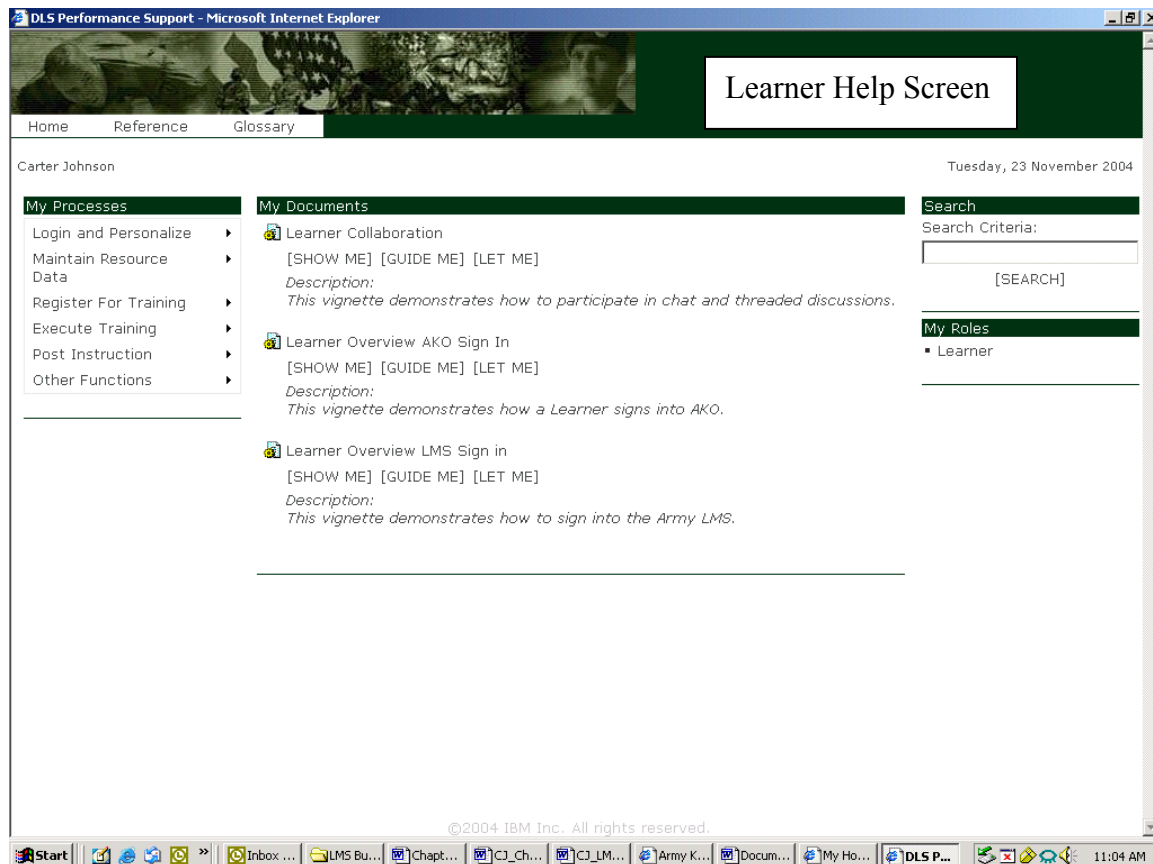 DLS Performance Support - Microsoft Internet Explorer
Learner Help Screen
Home Reference Glossary
Carter Johnson
Tuesday, 23 November 2004
My Processes
Login and Personalize
Maintain Resource
Data
Register For Training
Execute Training
Post Instruction
Other Functions
My Documents
Learner Collaboration
[SHOW ME] [GUIDE ME] [LET ME]
Description:
This vignette demonstrates how to participate in chat and threaded discussions.
Learner Overview AKO Sign In
[SHOW ME] [GUIDE ME] [LET ME]
Description:
This vignette demonstrates how a Learner signs into AKO.
Learner Overview LMS Sign in
[SHOW ME] [GUIDE ME] [LET ME]
Description:
This vignette demonstrates how to sign into the Army LMS.
Search
Search Criteria:
[SEARCH]
My Roles
▪ Learner
©2004 IBM Inc. All rights reserved.
Start » Inbox ... LMS Bu... Chapt... CJ_Ch... CJ_LM... Army K... Docum... My Ho... DLS P... 11:04 AM